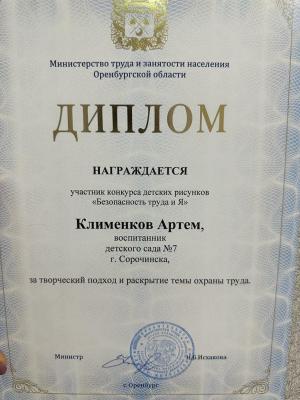 Министерство труда и занятости населения
Оренбургской области
ДИПЛОМ
НАГРАЖДАЕТСЯ
участник конкурса детских рисунков
«Безопасность труда и Я»
Клименков Артем,
воспитанник
детского сада №7
г. Сорочинска,
за творческий подход и раскрытие темы охраны труда.
Министр Н.В.Исхакова
г. Оренбург